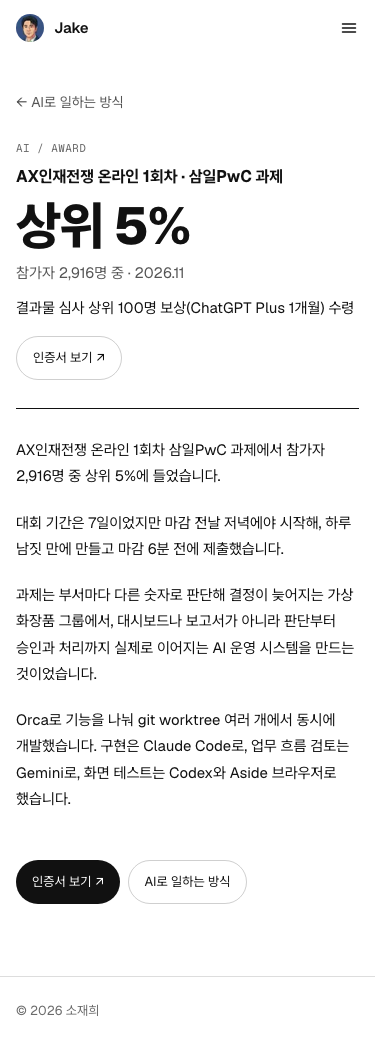 Jake
← AI로 일하는 방식
AI / AWARD
AX인재전쟁 온라인 1회차 · 삼일PwC 과제
상위 5%
참가자 2,916명 중 · 2026.11
결과물 심사 상위 100명 보상(ChatGPT Plus 1개월) 수령
인증서 보기 ↗
AX인재전쟁 온라인 1회차 삼일PwC 과제에서 참가자
2,916명 중 상위 5%에 들었습니다.
대회 기간은 7일이었지만 마감 전날 저녁에야 시작해, 하루
남짓 만에 만들고 마감 6분 전에 제출했습니다.
과제는 부서마다 다른 숫자로 판단해 결정이 늦어지는 가상
화장품 그룹에서, 대시보드나 보고서가 아니라 판단부터
승인과 처리까지 실제로 이어지는 AI 운영 시스템을 만드는
것이었습니다.
Orca로 기능을 나눠 git worktree 여러 개에서 동시에
개발했습니다. 구현은 Claude Code로, 업무 흐름 검토는
Gemini로, 화면 테스트는 Codex와 Aside 브라우저로
했습니다.
인증서 보기 ↗ AI로 일하는 방식
© 2026 소재희